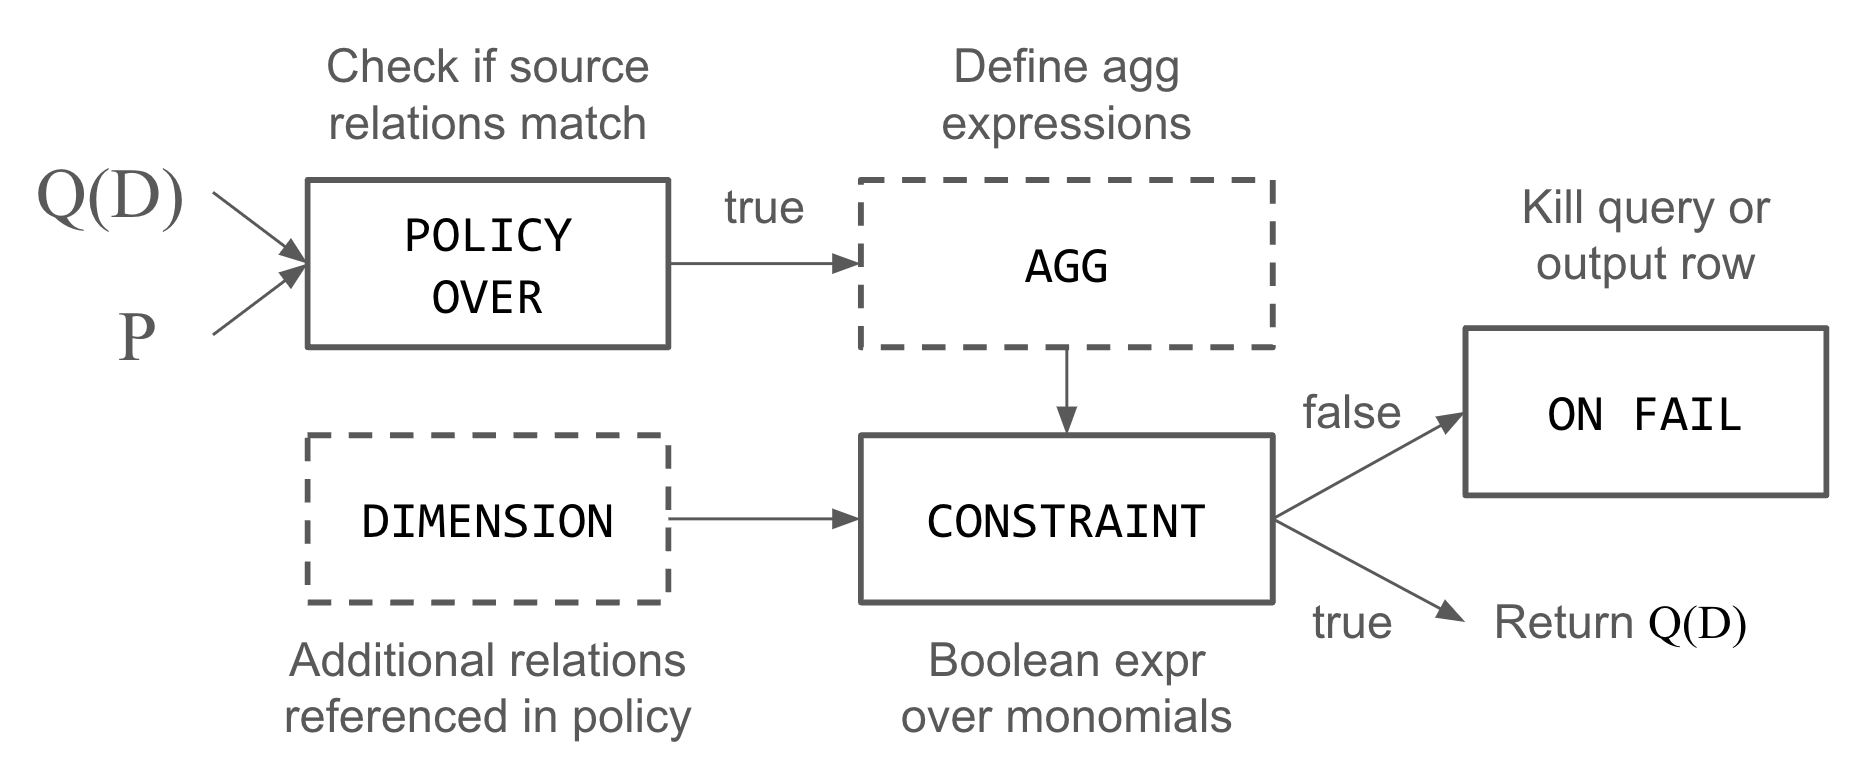 Check if source
relations match
Define agg
expressions
Q(D)
P
POLICY
OVER
true
AGG
Kill query or
output row
ON FAIL
false
DIMENSION
CONSTRAINT
true
Return Q(D)
Additional relations
referenced in policy
Boolean expr
over monomials